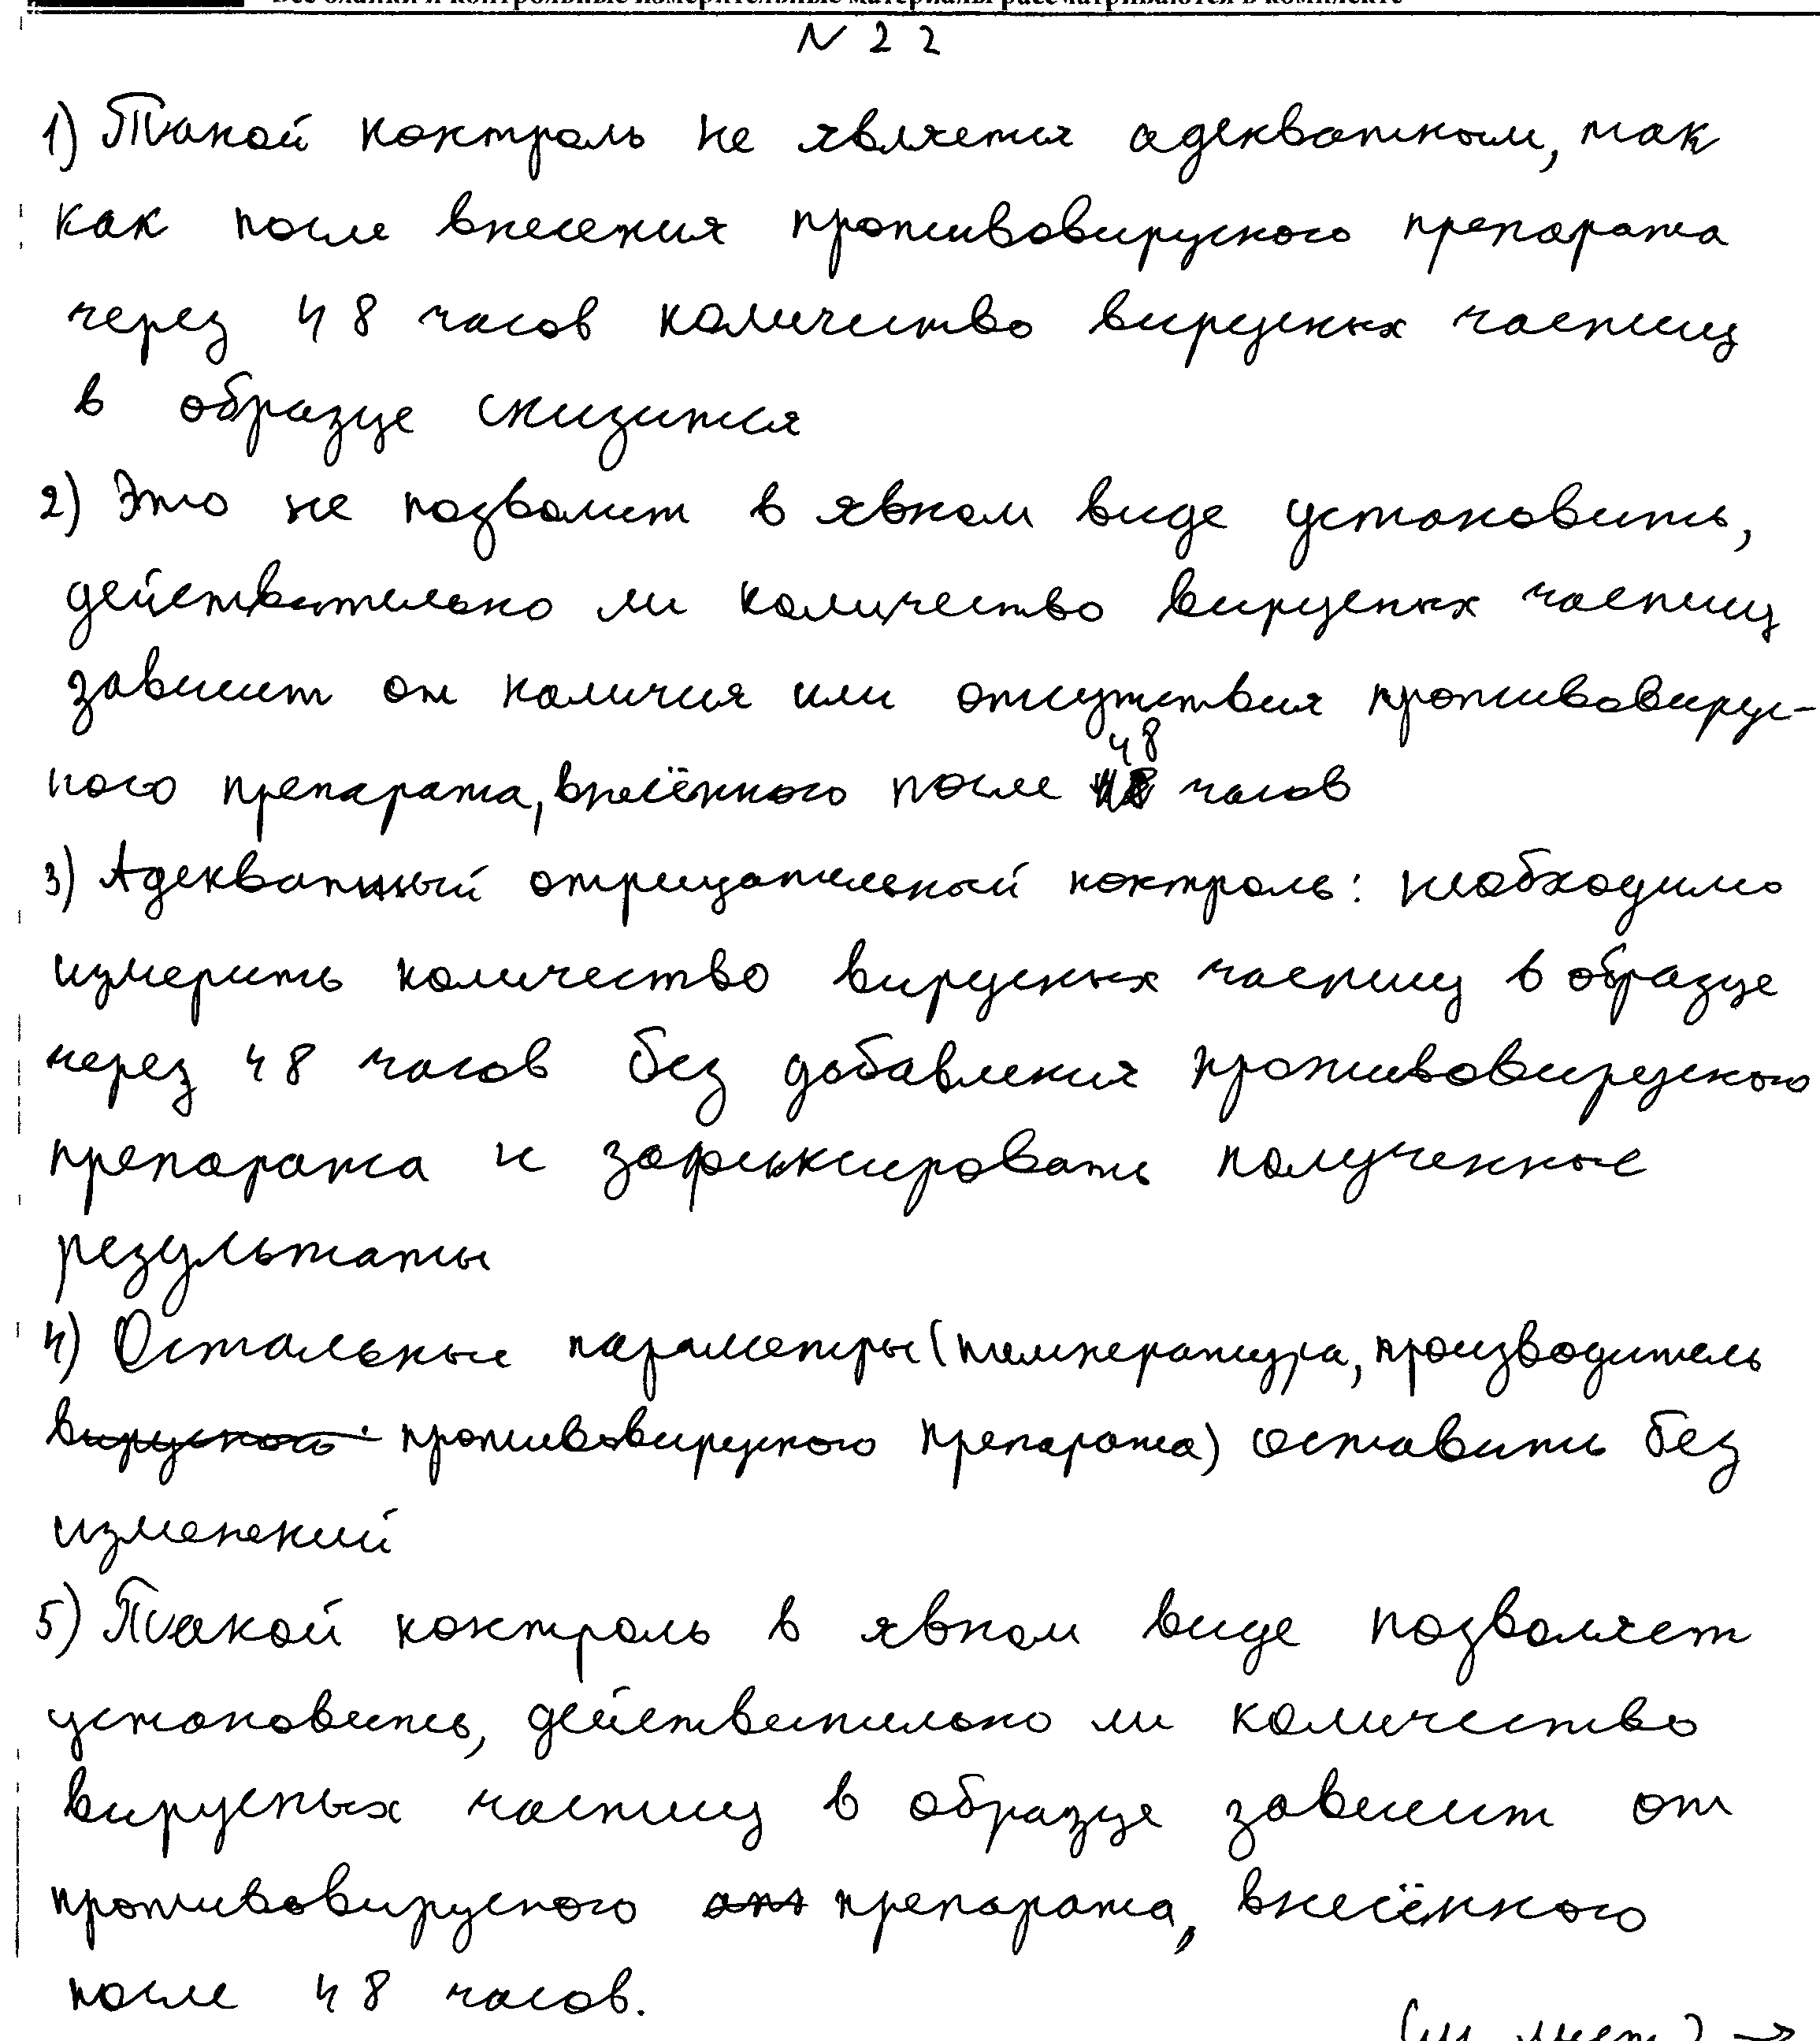 Все бланки и контрольные измерительные материалы рассматриваются в комплекте
N 22
1) Такой контроль не является адекватным, так
как после внесения противовирусного препарата
через 48 часов количество вирусных частиц
в образце снизится
2) Это не позволит в явном виде установить,
действительно ли количество вирусных частиц
зависит от наличия или отсутствия противовирус-
ного препарата, внесённого после 48 часов
3) Адекватный отрицательный контроль: необходимо
измерить количество вирусных частиц в образце
через 48 часов без добавления противовирусного
препарата и зафиксировать полученные
результаты
4) Остальные параметры (температура, производитель
вирусного противовирусного препарата) оставить без
изменений
5) Такой контроль в явном виде позволяет
установить, действительно ли количество
вирусных частиц в образце зависит от
противовирусного от препарата, внесённого
после 48 часов.